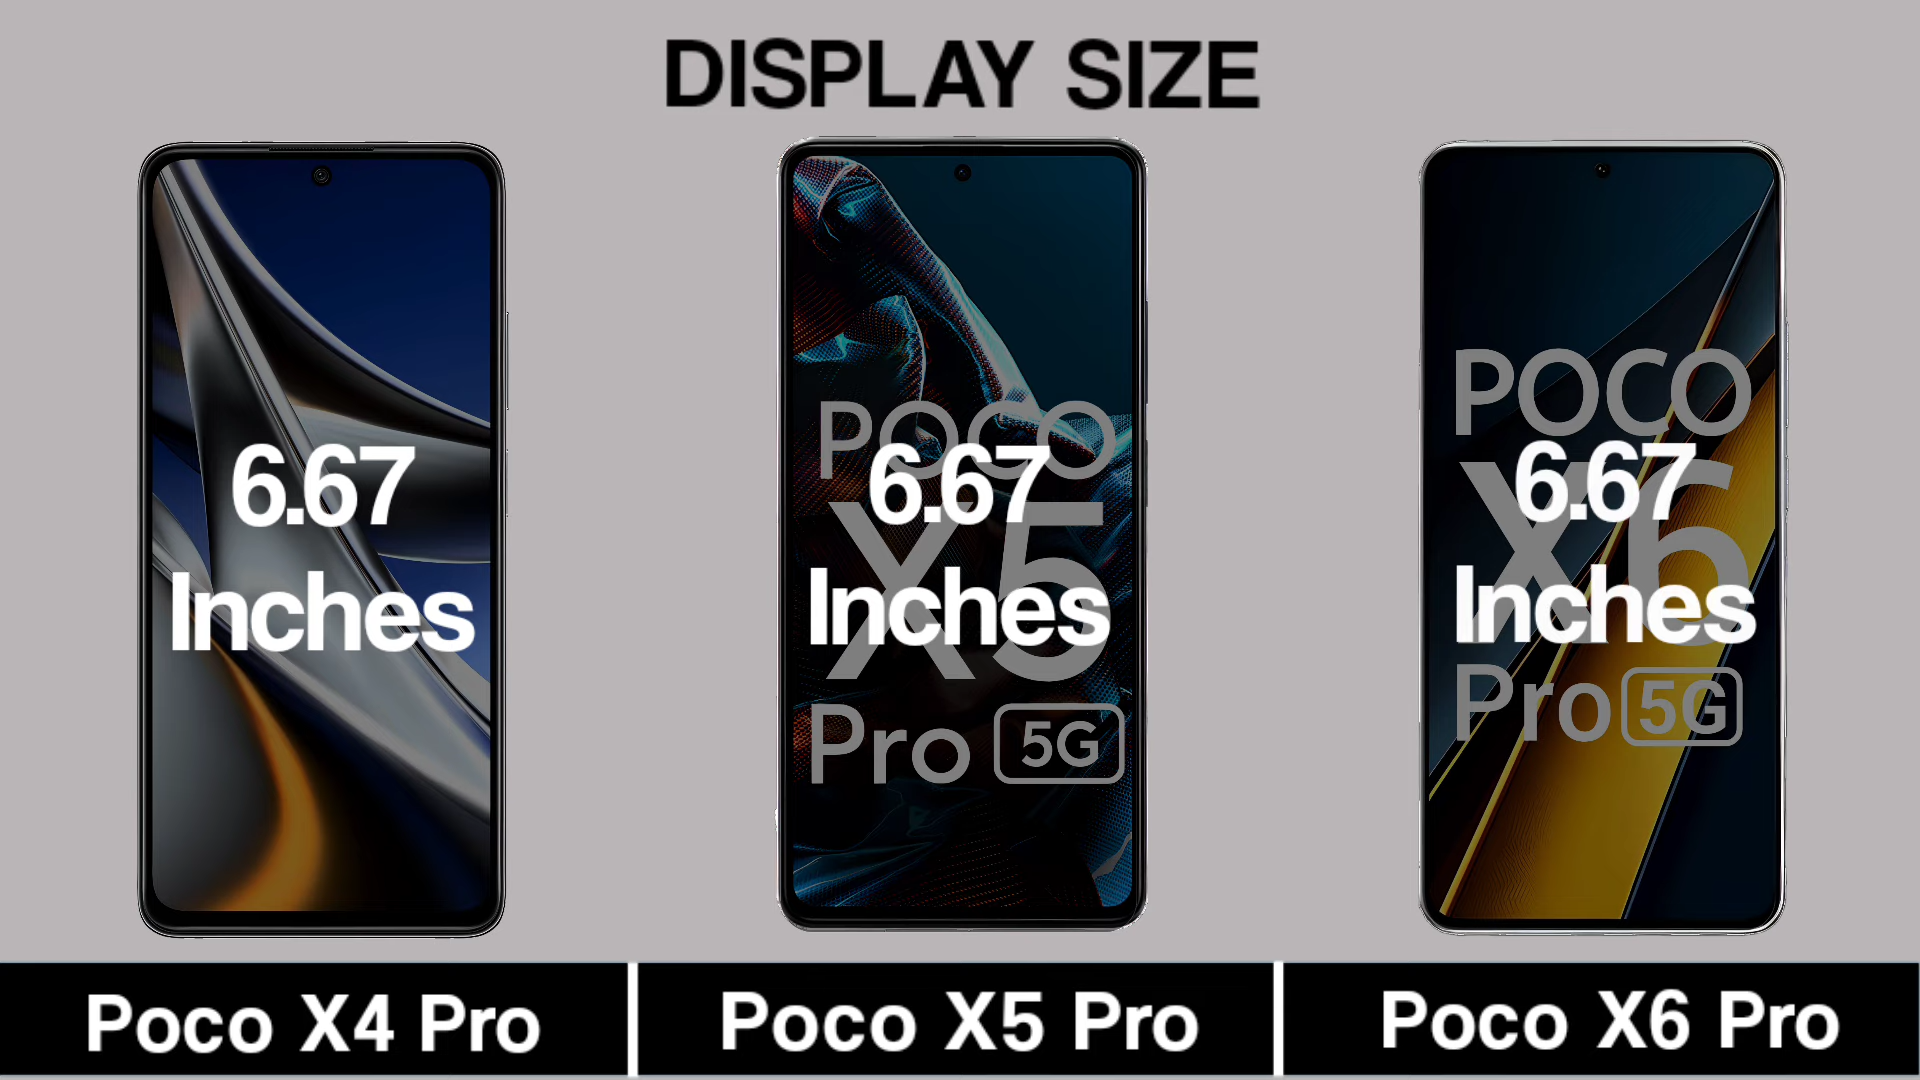 DISPLAY SIZE
6.67
Inches
POCO
X5
Pro 5G
6.67
Inches
POCO
X6
Pro 5G
6.67
Inches
Poco X4 Pro
Poco X5 Pro
Poco X6 Pro